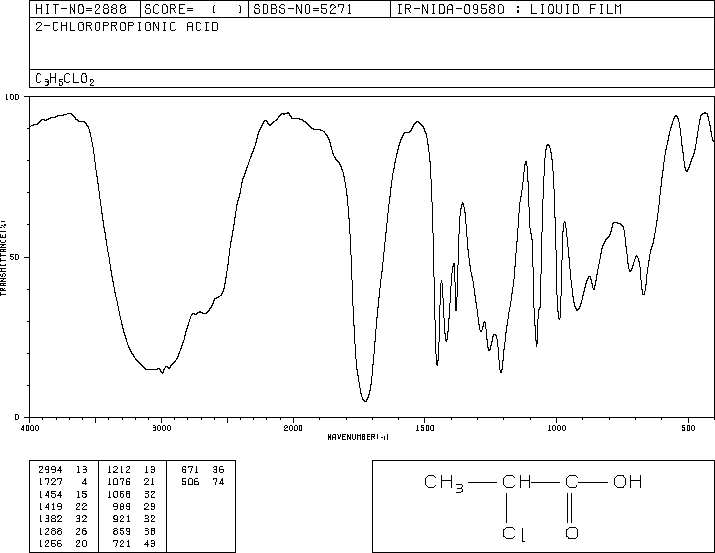 HIT-NO=2888 SCORE= ( ) SDBS-NO=5271 IR-NIDA-09580 : LIQUID FILM
2-CHLOROPROPIONIC ACID
C3H5CLO2
100
50
0
TRANSMITTANCE(%)
4000 3000 2000 1500 1000 500
WAVENUMBER(-1)
2994 13 1212 13 671 36
1727 4 1076 21 506 74
1454 15 1068 32
1419 22 989 29
1382 32 921 32
1288 26 859 38
1256 20 721 43
CH3 CH C OH
Cl O